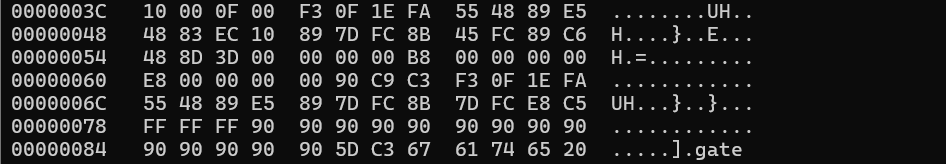 0000003C 10 00 0F 00 F3 0F 1E FA 55 48 89 E5 ........UH..
00000048 48 83 EC 10 89 7D FC 8B 45 FC 89 C6 H....}..E...
00000054 48 8D 3D 00 00 00 00 B8 00 00 00 00 H.=.........
00000060 E8 00 00 00 00 90 C9 C3 F3 0F 1E FA ............
0000006C 55 48 89 E5 89 7D FC 8B 7D FC E8 C5 UH...}..}...
00000078 FF FF FF 90 90 90 90 90 90 90 90 90 ............
00000084 90 90 90 90 90 5D C3 67 61 74 65 20 .....].gate